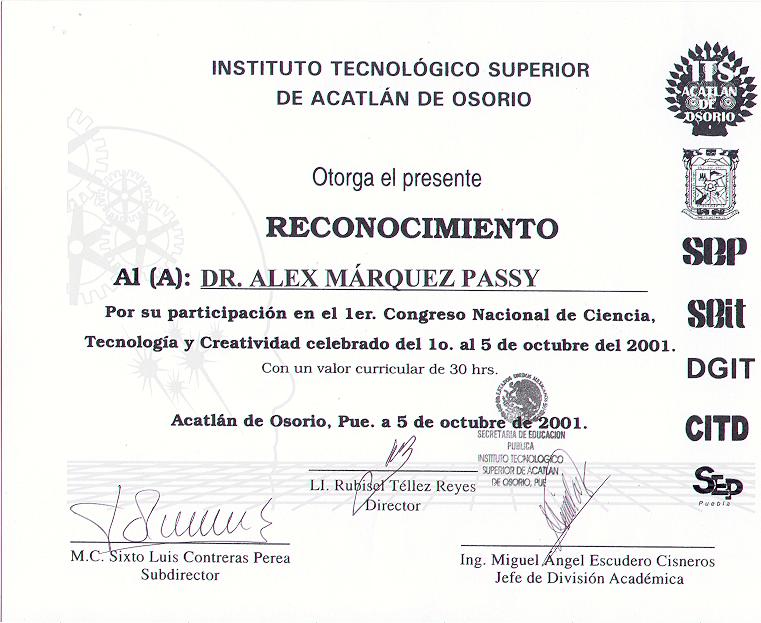 INSTITUTO TECNOLÓGICO SUPERIOR
DE ACATLÁN DE OSORIO
ITS
ACATLAN
DE
OSORIO
Otorga el presente
RECONOCIMIENTO
Al (A): DR. ALEX MÁRQUEZ PASSY
Por su participación en el 1er. Congreso Nacional de Ciencia,
Tecnología y Creatividad celebrado del 1o. al 5 de octubre del 2001.
Con un valor curricular de 30 hrs.
Acatlán de Osorio, Pue. a 5 de octubre de 2001.
SEP
SEit
DGIT
CITD
SEP
Puebla
ESTADOS UNIDOS MEXICANOS
SECRETARIA DE EDUCACION
PUBLICA
INSTITUTO TECNOLOGICO
SUPERIOR DE ACATLAN
DE OSORIO, PUE
LI. Rubisel Téllez Reyes
Director
M.C. Sixto Luis Contreras Perea
Subdirector
Ing. Miguel Ángel Escudero Cisneros
Jefe de División Académica